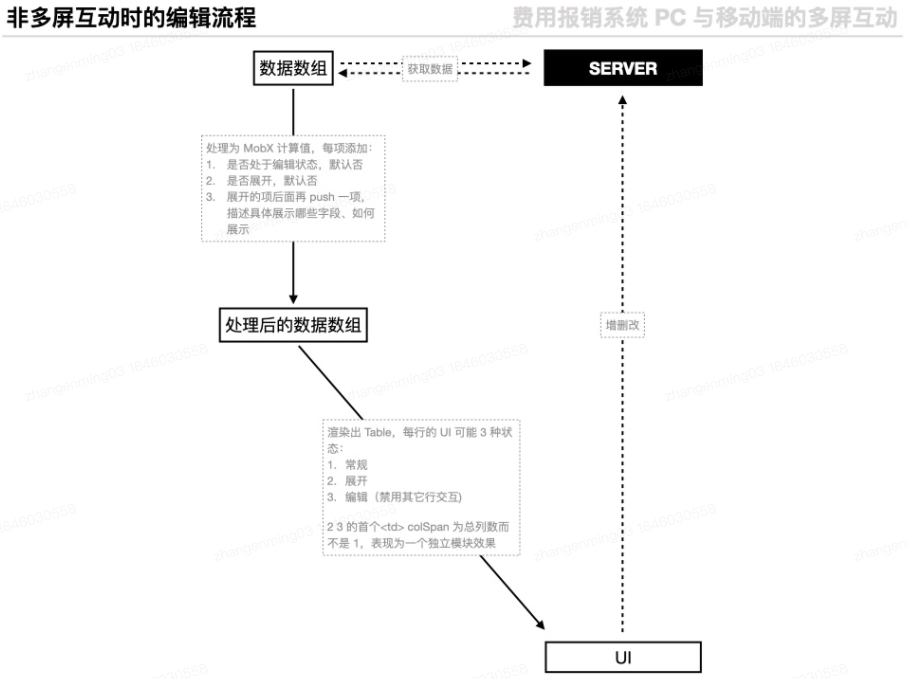 非多屏互动时的编辑流程
费用报销系统 PC 与移动端的多屏互动
数据数组
获取数据
SERVER
处理为 MobX 计算值，每项添加：
1. 是否处于编辑状态，默认否
2. 是否展开，默认否
3. 展开的项后面再 push 一项，
描述具体展示哪些字段、如何
展示
处理后的数据数组
增删改
渲染出 Table，每行的 UI 可能 3 种状
态：
1. 常规
2. 展开
3. 编辑（禁用其它行交互)
2 3 的首个<td> colSpan 为总列数而
不是 1，表现为一个独立模块效果
UI
zhangenming03 1646030556